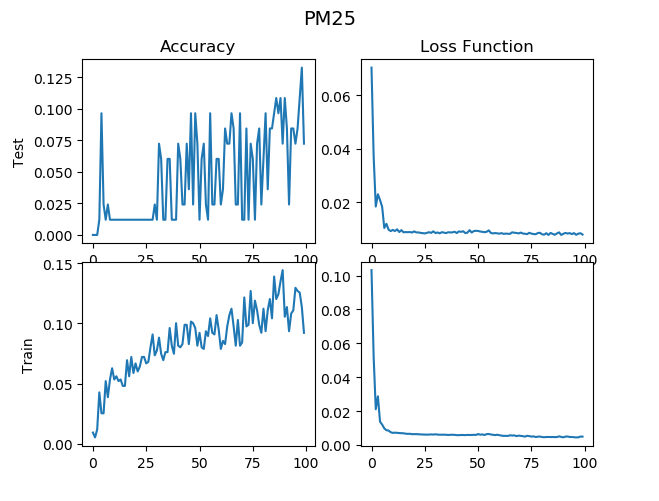 PM25
Accuracy
Loss Function
Test
0.125
0.100
0.075
0.050
0.025
0.000
0 25 50 75 100
0.06
0.04
0.02
0 25 50 75 100
Train
0.15
0.10
0.05
0.00
0 25 50 75 100
0.10
0.08
0.06
0.04
0.02
0.00
0 25 50 75 100